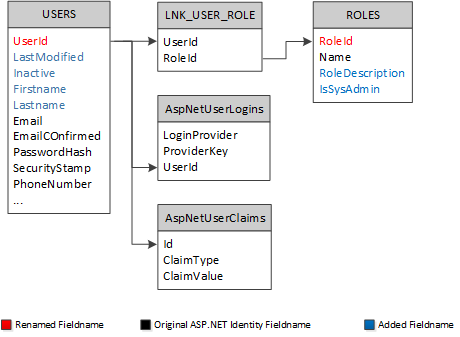 USERS
UserId
LastModified
Inactive
Firstname
Lastname
Email
EmailCOnfirmed
PasswordHash
SecurityStamp
PhoneNumber
...
LNK_USER_ROLE
UserId
RoleId
ROLES
RoleId
Name
RoleDescription
IsSysAdmin
AspNetUserLogins
LoginProvider
ProviderKey
UserId
AspNetUserClaims
Id
ClaimType
ClaimValue
Renamed Fieldname
Original ASP.NET Identity Fieldname
Added Fieldname